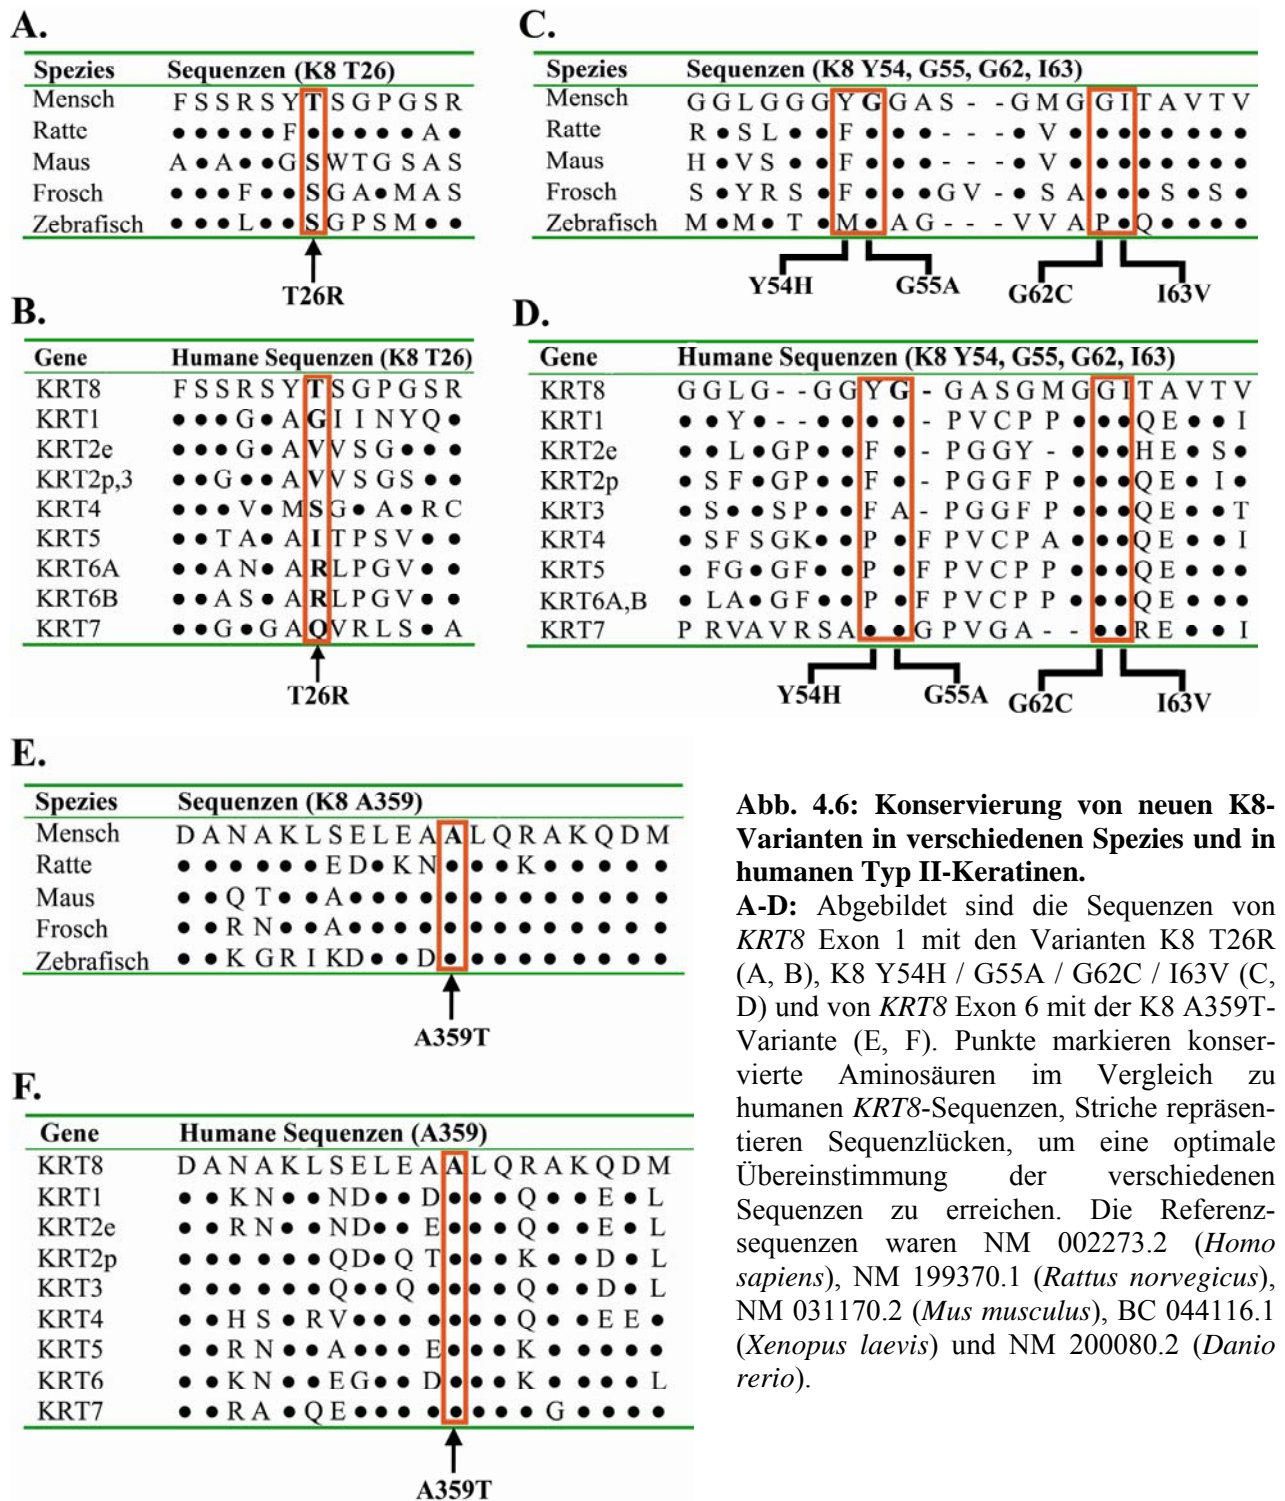 A.
Spezies Sequenzen (K8 T26)
Mensch F S S R S Y T S G P G S R
Ratte ● ● ● ● ● F ● ● ● ● ● A ●
Maus A ● A ● ● G S W T G S A S
Frosch ● ● ● F ● ● S G A ● M A S
Zebrafisch ● ● ● L ● ● S G P S M ● ●
T26R
B.
Gene Humane Sequenzen (K8 T26)
KRT8 F S S R S Y T S G P G S R
KRT1 ● ● ● G ● A G I I N Y Q ●
KRT2e ● ● ● G ● A V V S G ● ● ●
KRT2p,3 ● ● G ● ● A V V S G S ● ●
KRT4 ● ● ● V ● M S G ● A ● R C
KRT5 ● ● T A ● A I T P S V ● ●
KRT6A ● ● A N ● A R L P G V ● ●
KRT6B ● ● A S ● A R L P G V ● ●
KRT7 ● ● G ● G A Q V R L S ● A
T26R
C.
Spezies Sequenzen (K8 Y54, G55, G62, I63)
Mensch G G L G G G Y G G A S - - G M G G I T A V T V
Ratte R ● S L ● ● F ● ● ● - - - ● V ● ● ● ● ● ● ● ●
Maus H ● V S ● ● F ● ● ● - - - ● V ● ● ● ● ● ● ● ●
Frosch S ● Y R S ● F ● ● ● G V - ● S A ● ● ● S ● S ●
Zebrafisch M ● M ● T ● M ● A G - - - V V A P ● Q ● ● ● ●
Y54H G55A G62C I63V
D.
Gene Humane Sequenzen (K8 Y54, G55, G62, I63)
KRT8 G G L G - - G G Y G - G A S G M G G I T A V T V
KRT1 ● ● Y ● - - ● ● ● ● - P V C P P ● ● ● Q E ● ● I
KRT2e ● ● L ● G P ● ● F ● - P G G Y - ● ● ● H E ● S ●
KRT2p ● S F ● G P ● ● F ● - P G G F P ● ● ● Q E ● I ●
KRT3 ● S ● ● S P ● ● F A - P G G F P ● ● ● Q E ● ● T
KRT4 ● S F S G K ● ● P ● F P V C P A ● ● ● Q E ● ● I
KRT5 ● F G ● G F ● ● P ● F P V C P P ● ● ● Q E ● ● ●
KRT6A,B ● L A ● G F ● ● P ● F P V C P P ● ● ● Q E ● ● ●
KRT7 P R V A V R S A ● ● G P V G A - - ● ● R E ● ● I
Y54H G55A G62C I63V
E.
Spezies Sequenzen (K8 A359)
Mensch D A N A K L S E L E A A L Q R A K Q D M
Ratte ● ● ● ● ● ● E D ● K N ● ● ● K ● ● ● ● ●
Maus ● ● Q T ● ● A ● ● ● ● ● ● ● ● ● ● ● ● ●
Frosch ● ● R N ● ● A ● ● ● ● ● ● ● ● ● ● ● ● ●
Zebrafisch ● ● K G R I K D ● ● D ● ● ● ● ● ● ● ● ●
A359T
F.
Gene Humane Sequenzen (A359)
KRT8 D A N A K L S E L E A A L Q R A K Q D M
KRT1 ● ● K N ● ● N D ● ● D ● ● ● Q ● ● E ● L
KRT2e ● ● R N ● ● N D ● ● E ● ● ● Q ● ● E ● L
KRT2p ● ● ● ● ● ● Q D ● Q T ● ● ● K ● ● D ● L
KRT3 ● ● ● ● ● ● Q ● ● Q ● ● ● ● Q ● ● D ● L
KRT4 ● ● H S ● R V ● ● ● ● ● ● ● Q ● ● E E ●
KRT5 ● ● R N ● ● A ● ● ● E ● ● ● K ● ● ● ● ●
KRT6 ● ● K N ● ● E G ● ● D ● ● ● K ● ● ● ● L
KRT7 ● ● R A ● Q E ● ● ● ● ● ● ● ● G ● ● ● ●
A359T
Abb. 4.6: Konservierung von neuen K8-
Varianten in verschiedenen Spezies und in
humanen Typ II-Keratinen.
A-D: Abgebildet sind die Sequenzen von
KRT8 Exon 1 mit den Varianten K8 T26R
(A, B), K8 Y54H / G55A / G62C / I63V (C,
D) und von KRT8 Exon 6 mit der K8 A359T-
Variante (E, F). Punkte markieren konser-
vierte Aminosäuren im Vergleich zu
humanen KRT8-Sequenzen, Striche repräsen-
tieren Sequenzlücken, um eine optimale
Übereinstimmung der verschiedenen
Sequenzen zu erreichen. Die Referenz-
sequenzen waren NM 002273.2 (Homo
sapiens), NM 199370.1 (Rattus norvegicus),
NM 031170.2 (Mus musculus), BC 044116.1
(Xenopus laevis) und NM 200080.2 (Danio
rerio).